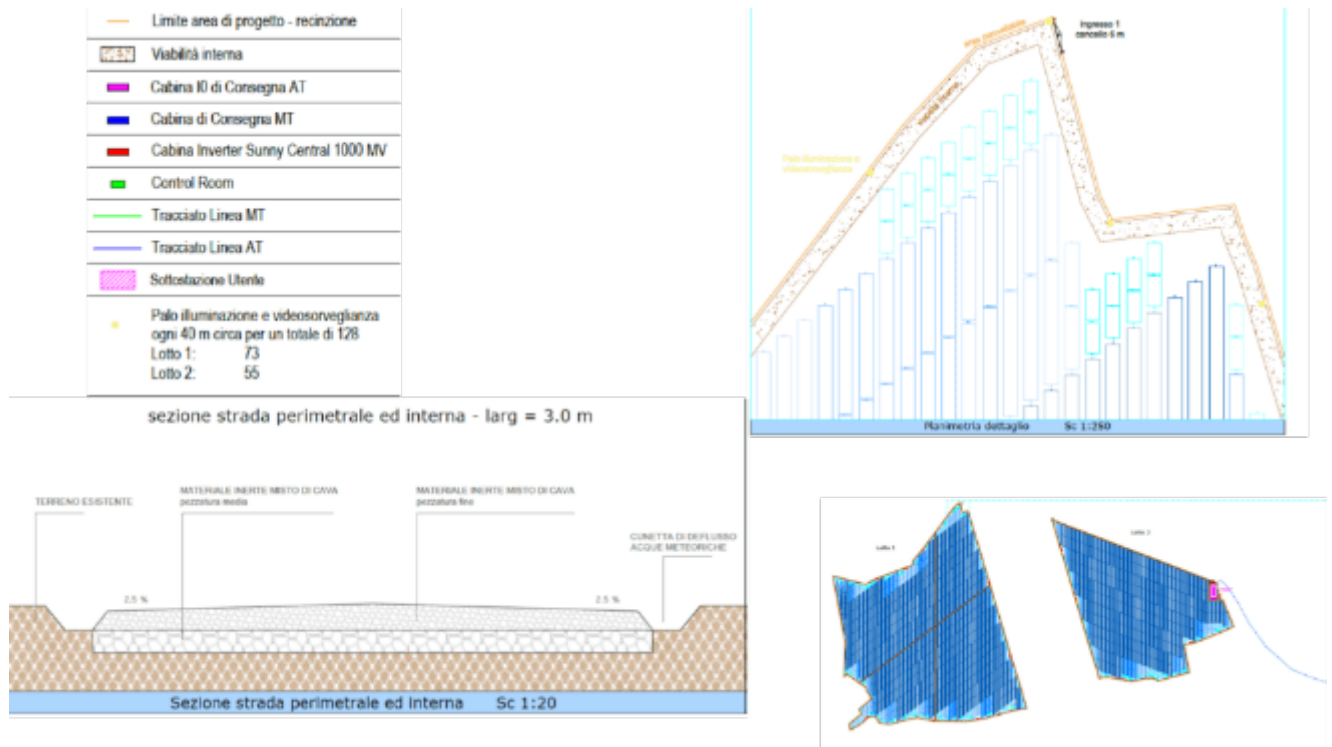 Limite area di progetto - recinzione
Viabilità interna
Cabina I0 di Consegna AT
Cabina di Consegna MT
Cabina Inverter Sunny Central 1000 MV
Control Room
Tracciato Linea MT
Tracciato Linea AT
Sottostazione Utente
Palo illuminazione e videosorveglianza
ogni 40 m circa per un totale di 128
Lotto 1: 73
Lotto 2: 55
Ingresso 1
cancello 6 m
viabilità interna
Palo illuminazione e
videosorveglianza
Planimetria dettaglio Sc 1:250
sezione strada perimetrale ed interna - larg = 3.0 m
TERRENO ESISTENTE
MATERIALE INERTE MISTO DI CAVA
pezzatura media
MATERIALE INERTE MISTO DI CAVA
pezzatura fine
CUNETTA DI DEFLUSSO
ACQUE METEORICHE
2.5 %
2.5 %
Sezione strada perimetrale ed interna Sc 1:20
Lotto 1
Lotto 2